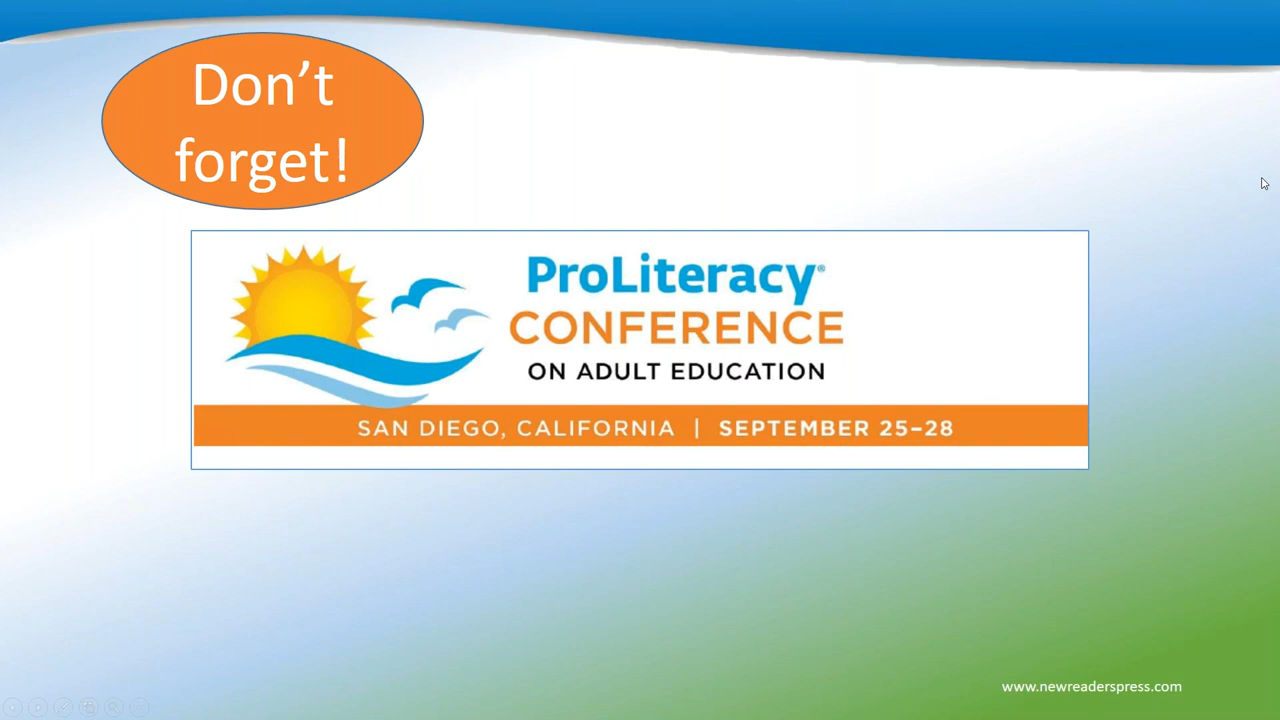 Don’t
forget!
ProLiteracy®
CONFERENCE
ON ADULT EDUCATION
SAN DIEGO, CALIFORNIA | SEPTEMBER 25–28
www.newreaderspress.com